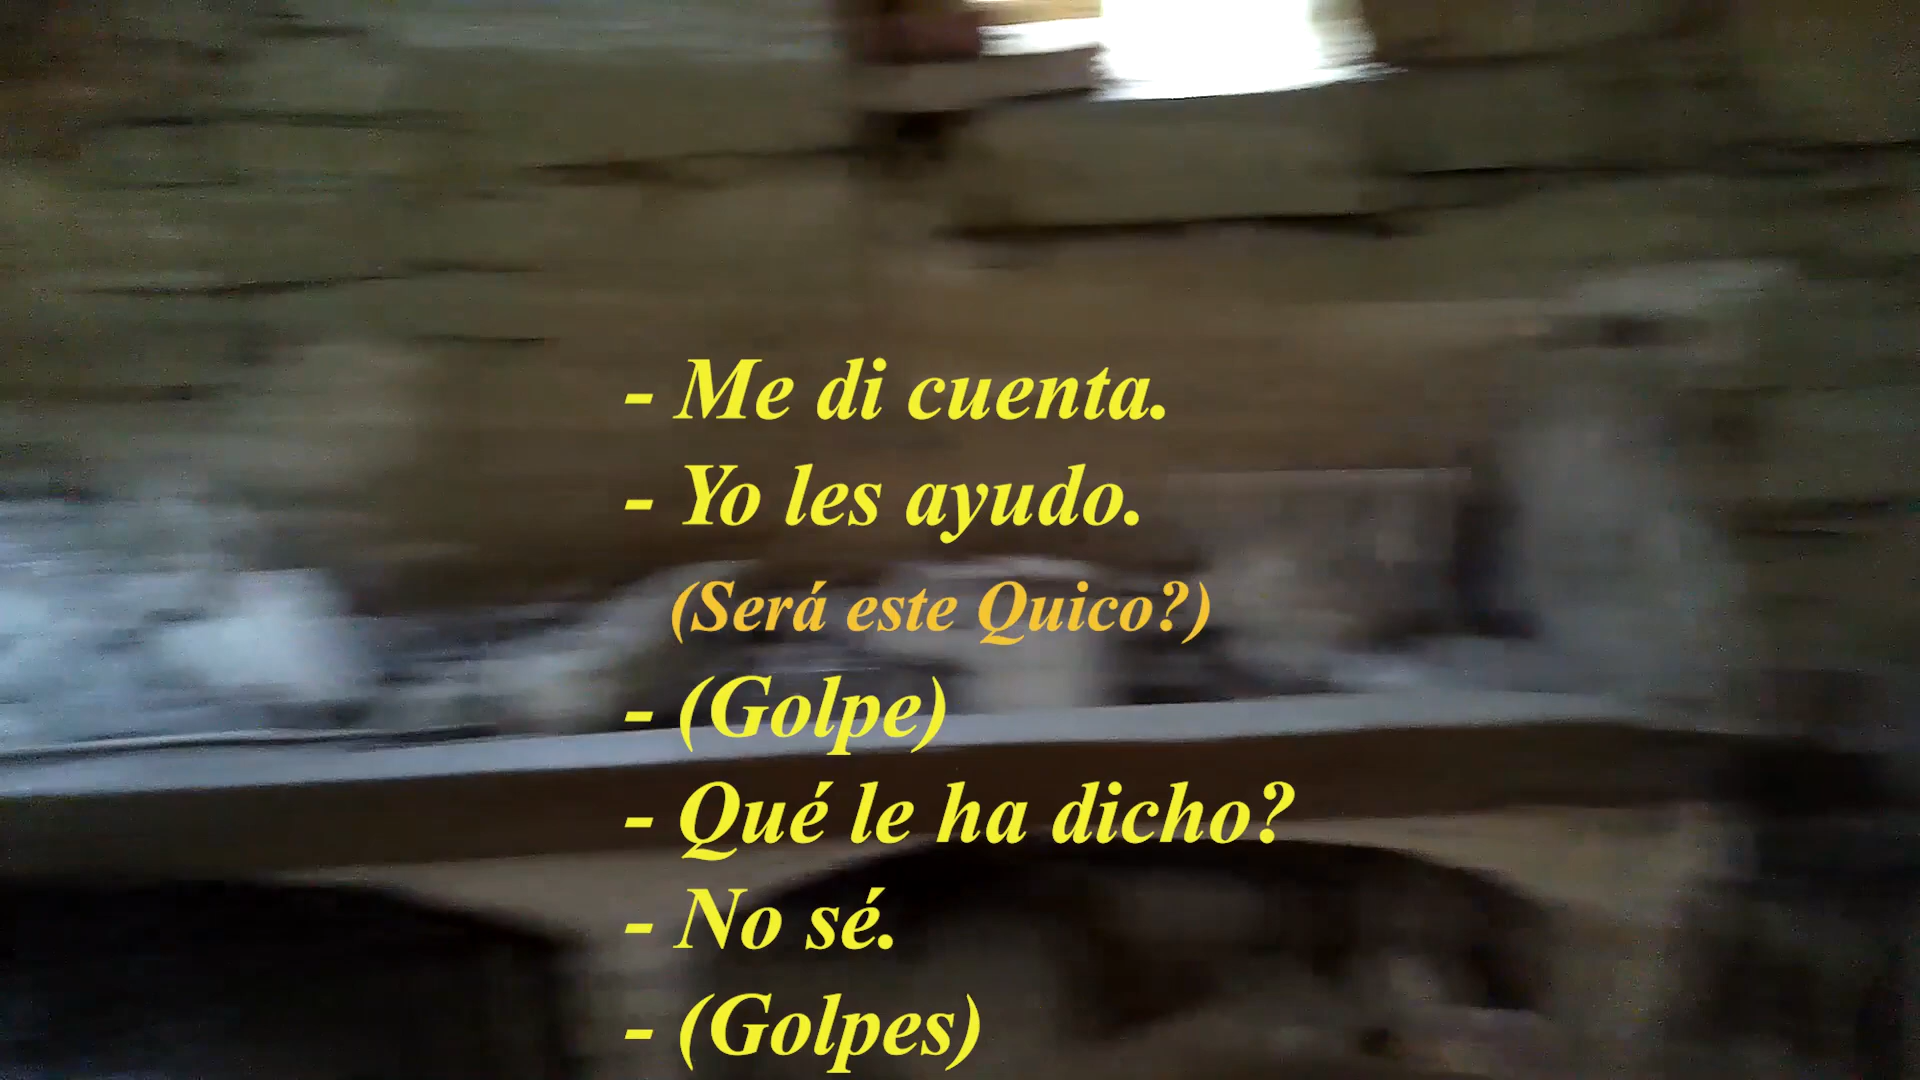 - Me di cuenta.
- Yo les ayudo.
(Será este Quico?)
- (Golpe)
- Qué le ha dicho?
- No sé.
- (Golpes)